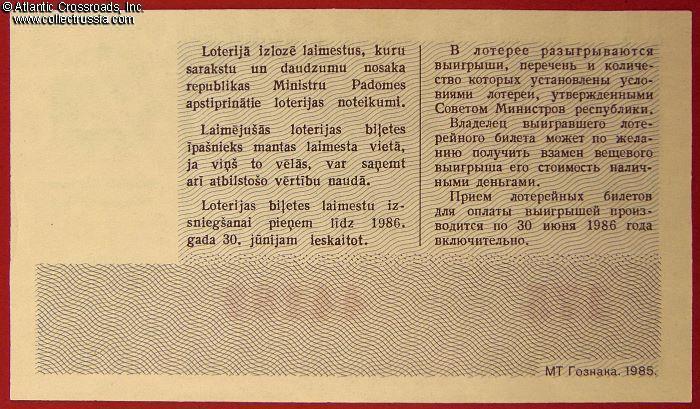 © Atlantic Crossroads, Inc.
www.collectrussia.com
Loterijā izlozē laimestus, kuru
sarakstu un daudzumu nosaka
republikas Ministru Padomes
apstiprinātie loterijas noteikumi.
Laimējušās loterijas biļetes
īpašnieks mantas laimesta vietā,
ja viņš to vēlās, var saņemt
arī atbilstošo vērtību naudā.
Loterijas biļetes laimestu iz-
sniegšanai pieņem līdz 1986.
gada 30. jūnijam ieskaitot.
В лотерее разыгрываются
выигрыши, перечень и количе-
ство которых установлены усло-
виями лотереи, утвержденными
Советом Министров республики.
Владелец выигравшего лоте-
рейного билета может по жела-
нию получить взамен вещевого
выигрыша его стоимость налич-
ными деньгами.
Прием лотерейных билетов
для оплаты выигрышей произ-
водится по 30 июня 1986 года
включительно.
МТ Гознака. 1985.